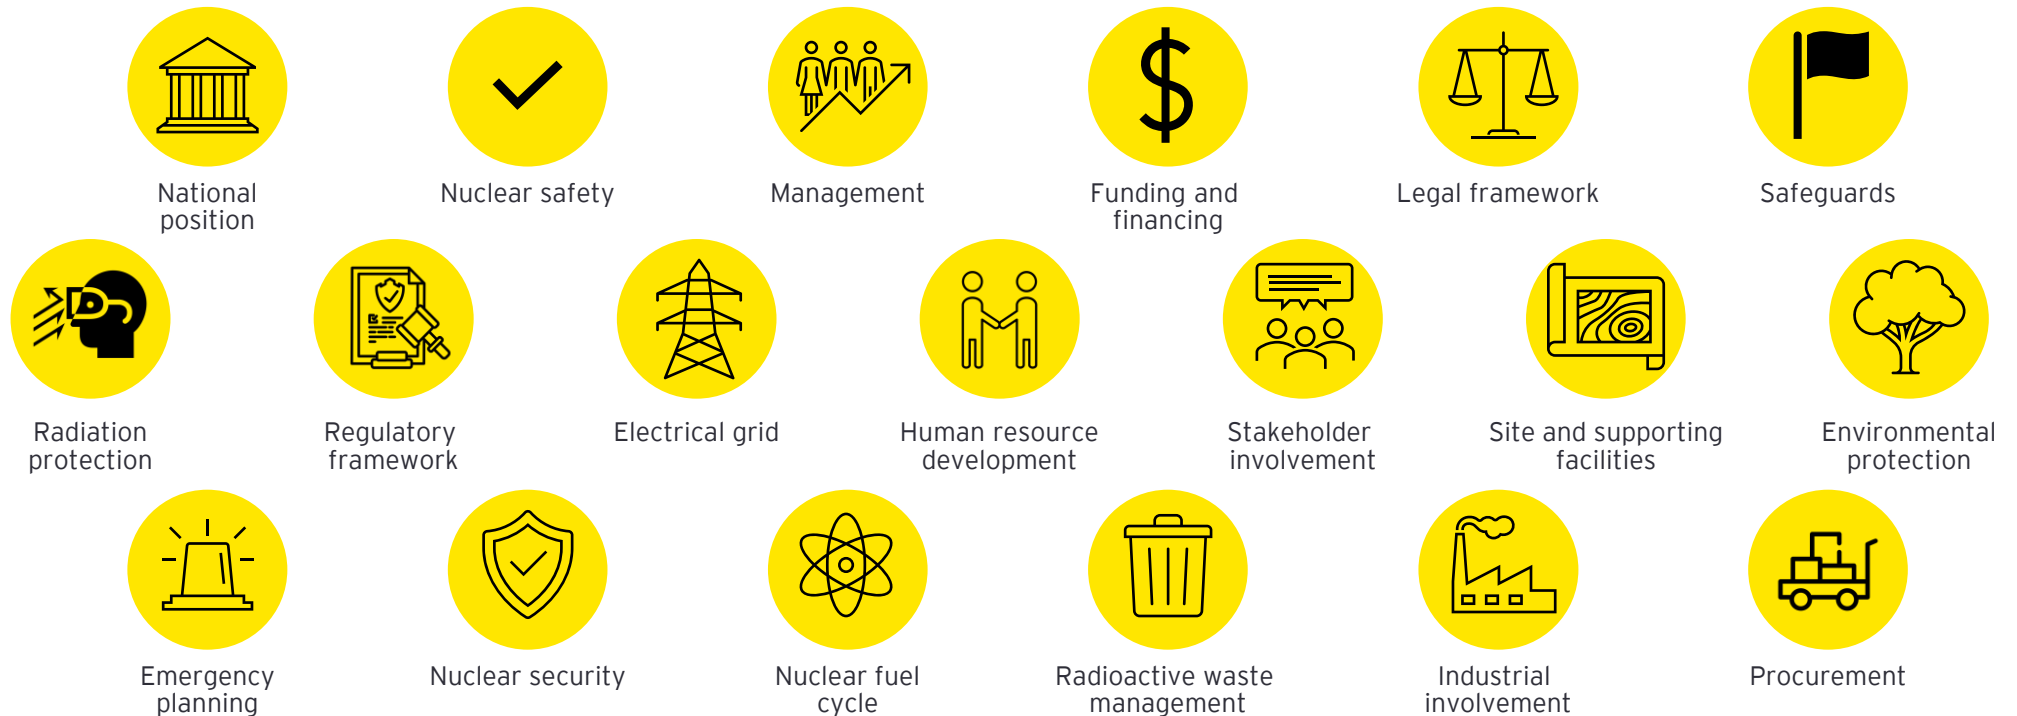 National
position
Nuclear safety
Management
Funding and
financing
Legal framework
Safeguards
Radiation
protection
Regulatory
framework
Electrical grid
Human resource
development
Stakeholder
involvement
Site and supporting
facilities
Environmental
protection
Emergency
planning
Nuclear security
Nuclear fuel
cycle
Radioactive waste
management
Industrial
involvement
Procurement